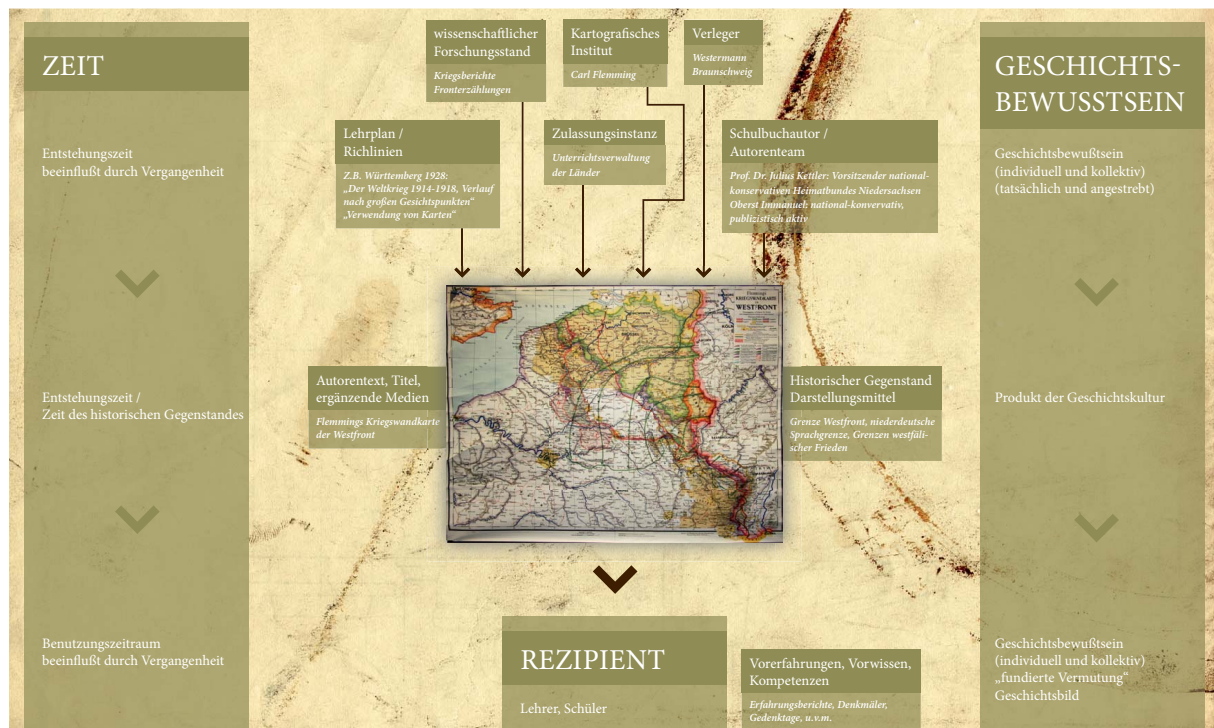 ZEIT
Entstehungszeit
beeinflußt durch Vergangenheit
Entstehungszeit /
Zeit des historischen Gegenstandes
Benutzungszeitraum
beeinflußt durch Vergangenheit
wissenschaftlicher
Forschungsstand
Kriegsberichte
Fronterzählungen
Kartografisches
Institut
Carl Flemming
Verleger
Westermann
Braunschweig
Lehrplan /
Richlinien
Z.B. Württemberg 1928:
„Der Weltkrieg 1914-1918, Verlauf
nach großen Gesichtspunkten“
„Verwendung von Karten“
Zulassungsinstanz
Unterrichtsverwaltung
der Länder
Schulbuchautor /
Autorenteam
Prof. Dr. Julius Kettler: Vorsitzender national-
konservativen Heimatbundes Niedersachsen
Oberst Immanuel: national-konvervativ,
publizistisch aktiv
KRIEGSWANDKARTE
WESTFRONT
KÖLN
Autorentext, Titel,
ergänzende Medien
Flemmings Kriegswandkarte
der Westfront
Historischer Gegenstand
Darstellungsmittel
Grenze Westfront, niederdeutsche
Sprachgrenze, Grenzen westfäli-
scher Frieden
REZIPIENT
Lehrer, Schüler
Vorerfahrungen, Vorwissen,
Kompetenzen
Erfahrungsberichte, Denkmäler,
Gedenktage, u.v.m.
GESCHICHTS-
BEWUSSTSEIN
Geschichtsbewußtsein
(individuell und kollektiv)
(tatsächlich und angestrebt)
Produkt der Geschichtskultur
Geschichtsbewußtsein
(individuell und kollektiv)
„fundierte Vermutung“
Geschichtsbild